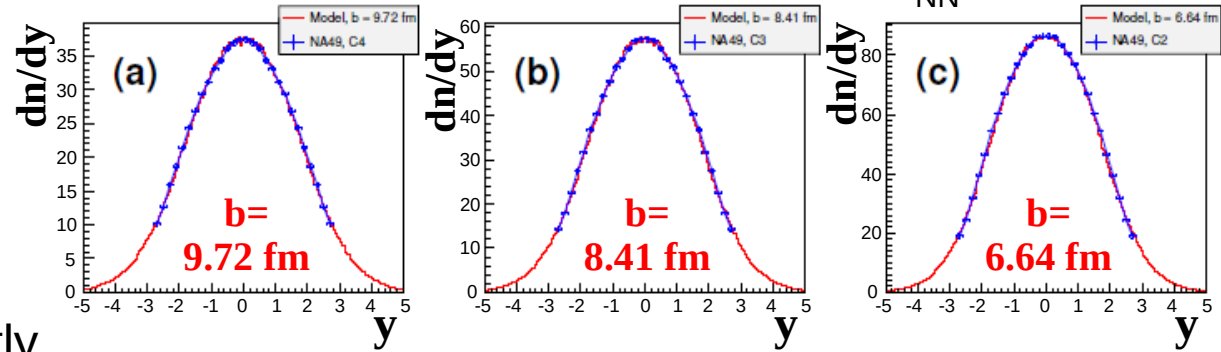 NN
Model, b = 9.72 fm
NA49, C4
(a)
dn/dy
35
30
25
20
15
10
5
0
b=
9.72 fm
-5 -4 -3 -2 -1 0 1 2 3 4 5
y
Model, b = 8.41 fm
NA49, C3
(b)
dn/dy
60
50
40
30
20
10
0
b=
8.41 fm
-5 -4 -3 -2 -1 0 1 2 3 4 5
y
Model, b = 6.64 fm
NA49, C2
(c)
dn/dy
80
60
40
20
0
b=
6.64 fm
-5 -4 -3 -2 -1 0 1 2 3 4 5
y